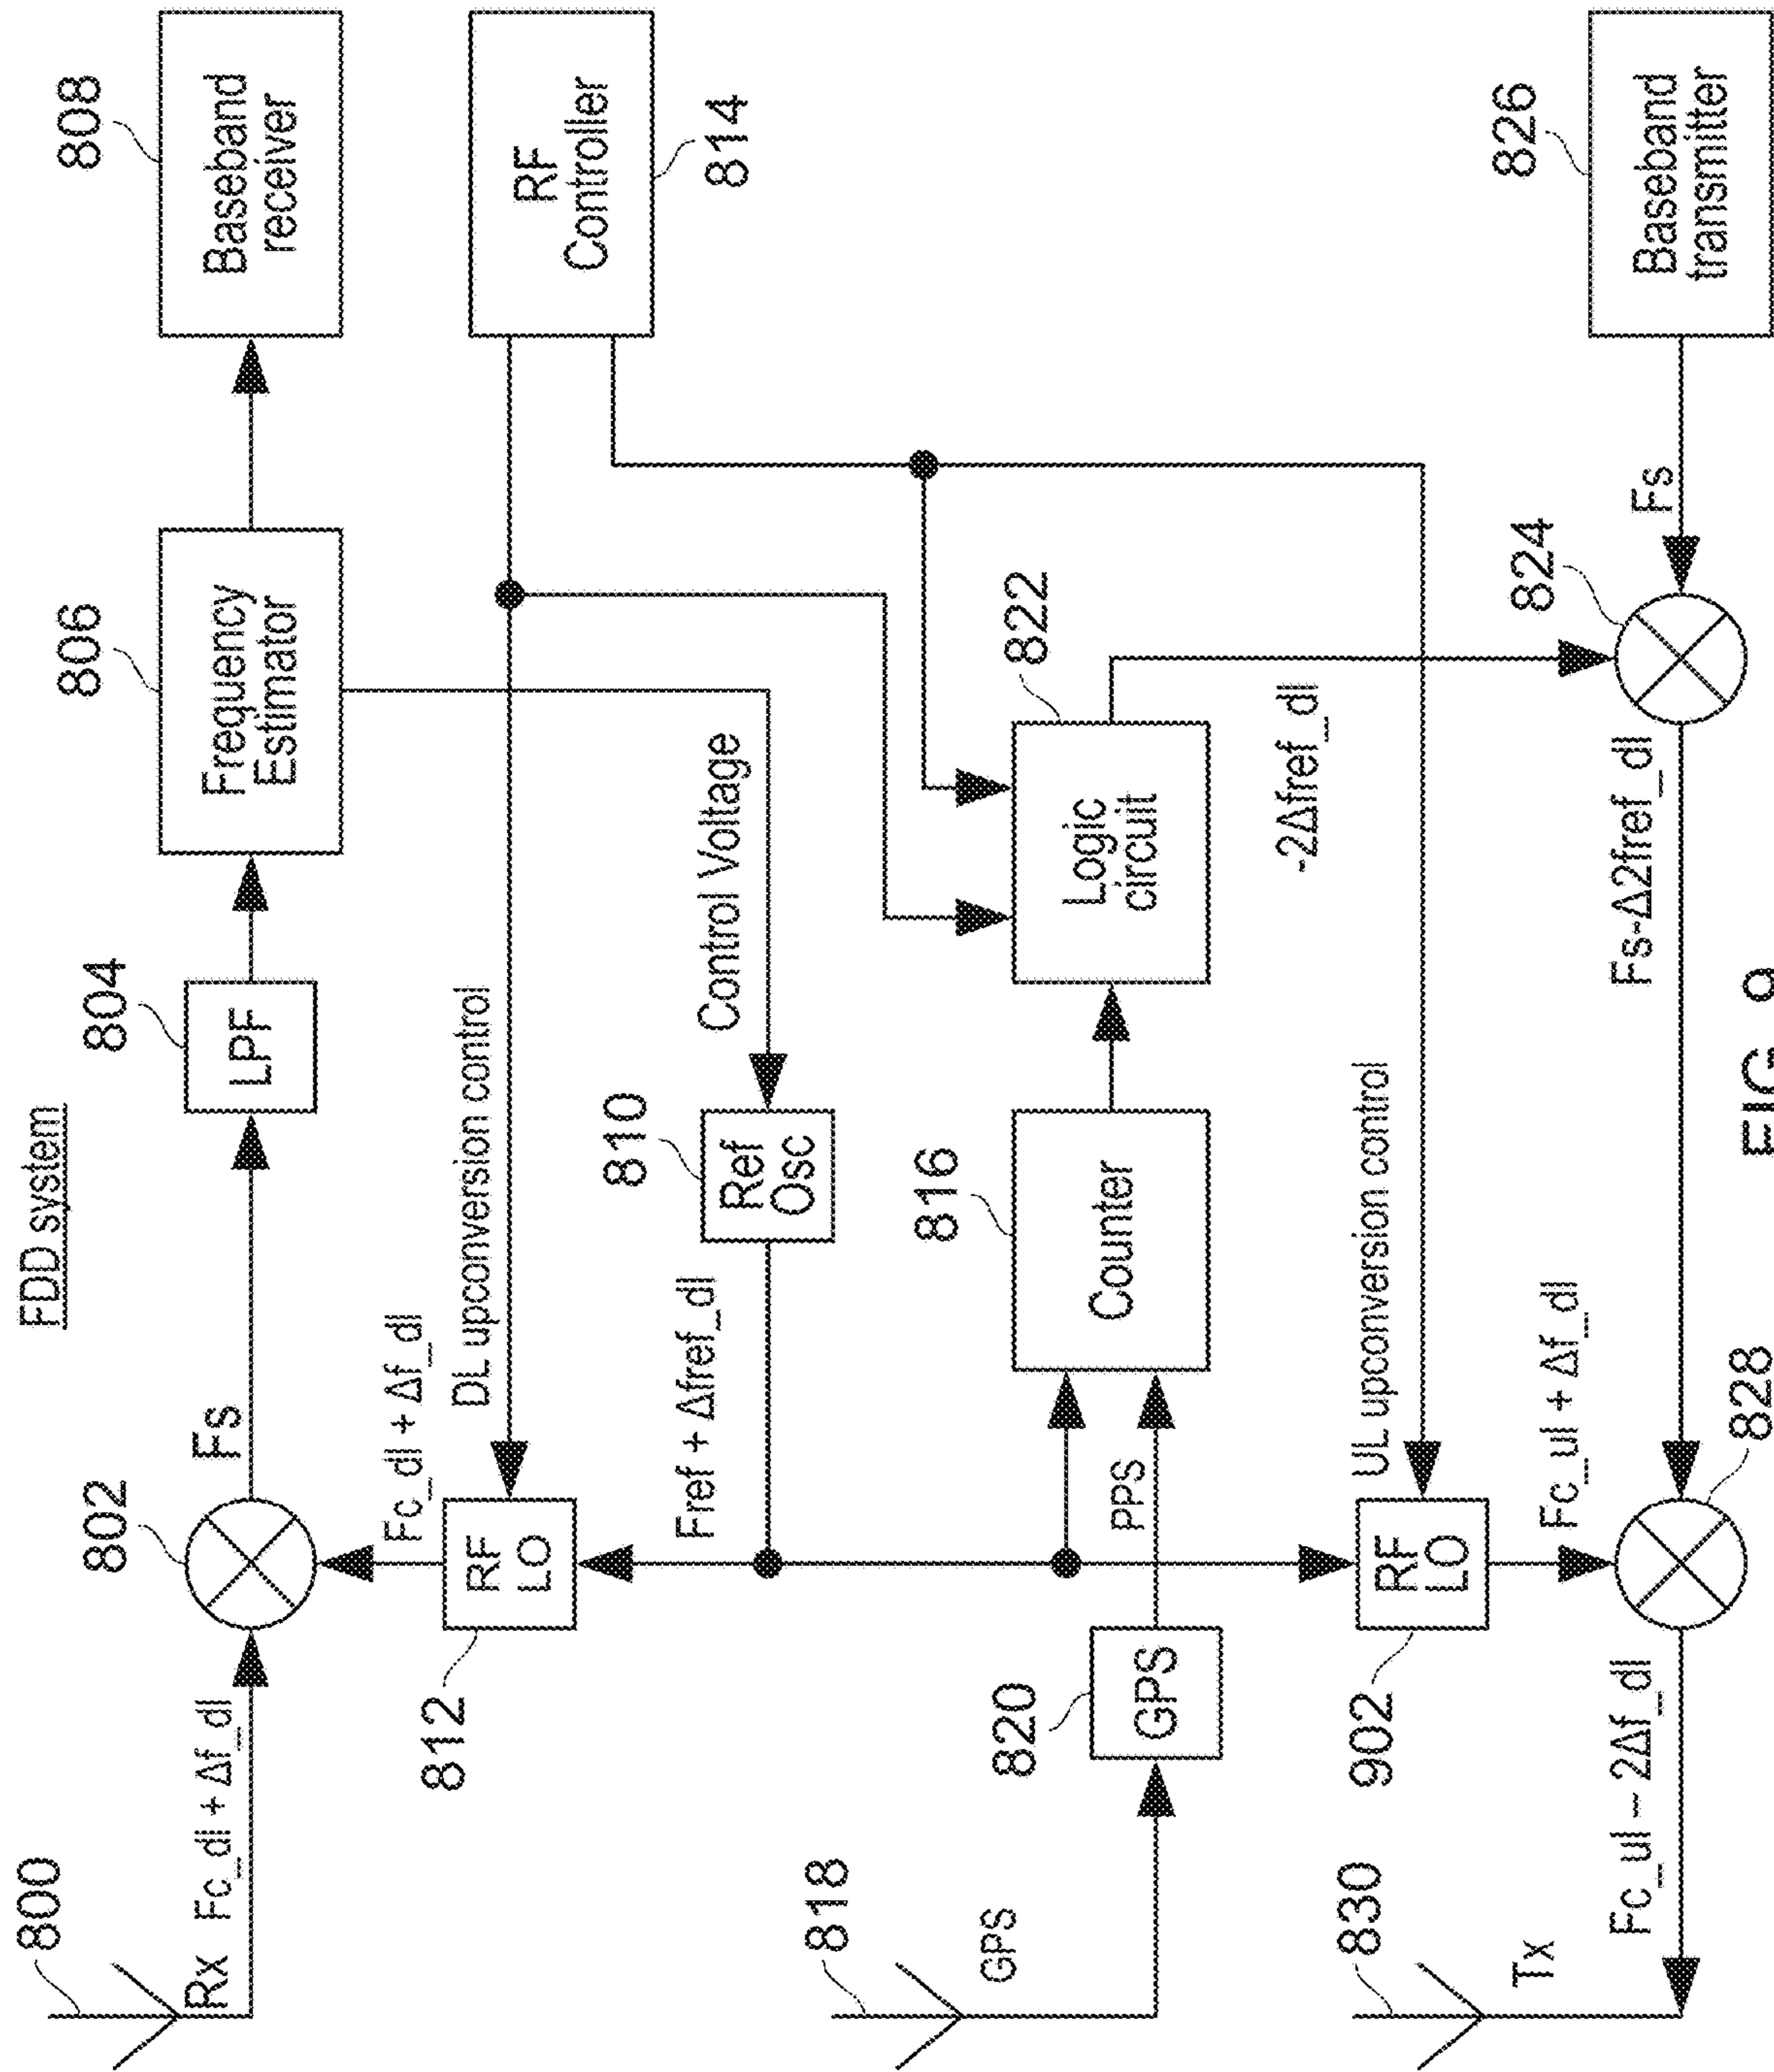 FDD system
800
Rx
Fc_dl + Δf_dl
802
Fs
804
LPF
806
Frequency
Estimator
808
Baseband
receiver
Fc_dl + Δf_dl
DL upconversion control
812
RF
LO
RF
Controller
814
Control Voltage
810
Ref
Osc
Fref + Δfref_dl
818
GPS
820
GPS
PPS
816
Counter
822
Logic
circuit
-2Δfref_dl
UL upconversion control
902
RF
LO
Fc_ul + Δf_dl
824
Fs
826
Baseband
transmitter
Fs-Δ2fref_dl
828
830
Tx
Fc_ul – 2Δf_dl
FIG. 9